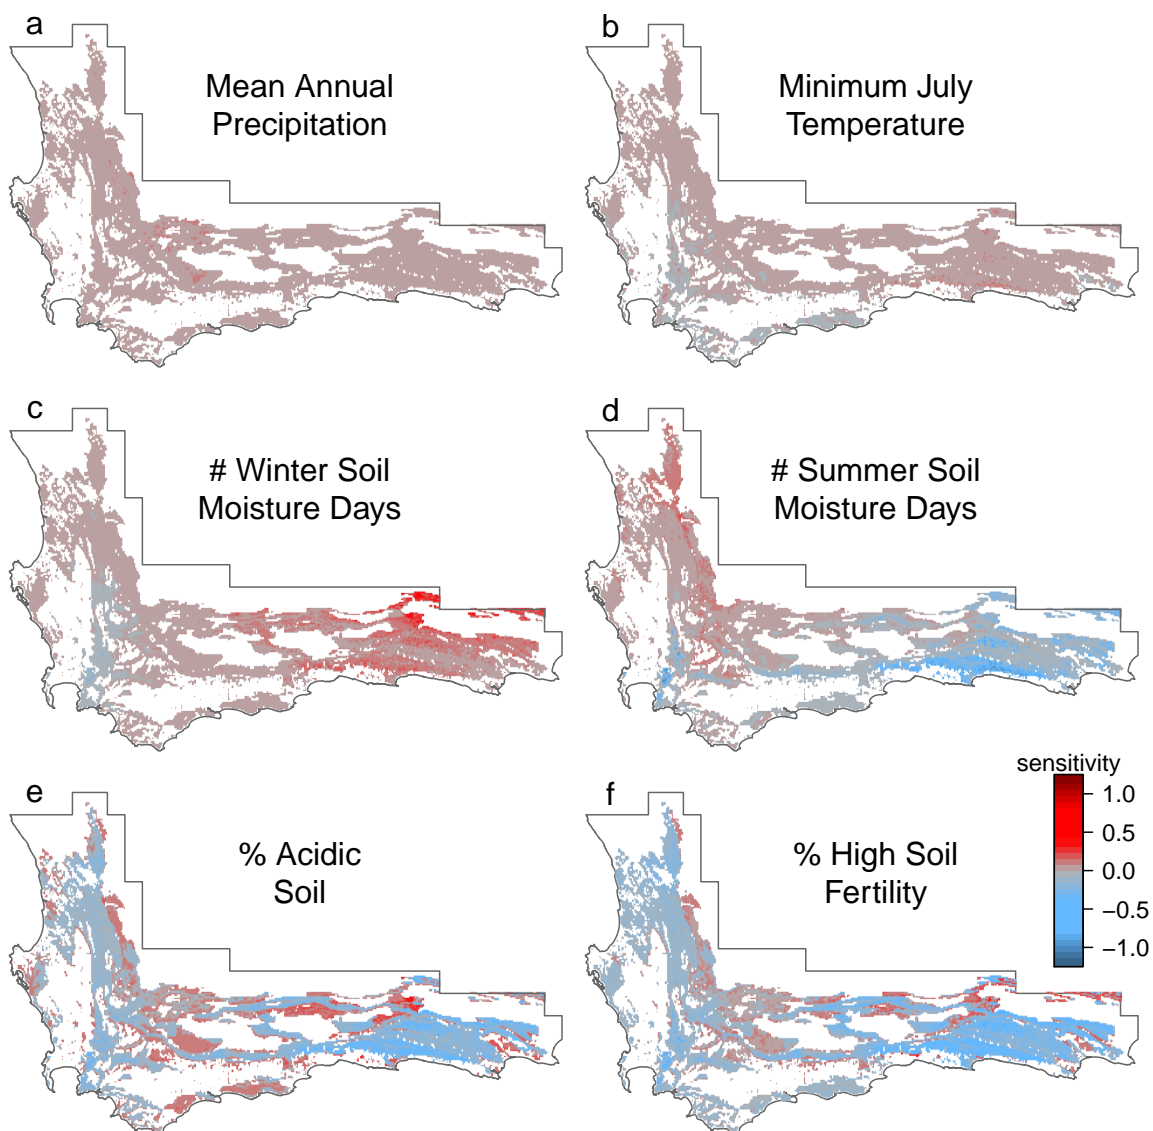 a
Mean Annual
Precipitation
b
Minimum July
Temperature
c
# Winter Soil
Moisture Days
d
# Summer Soil
Moisture Days
e
% Acidic
Soil
f
% High Soil
Fertility
sensitivity
1.0
0.5
0.0
−0.5
−1.0